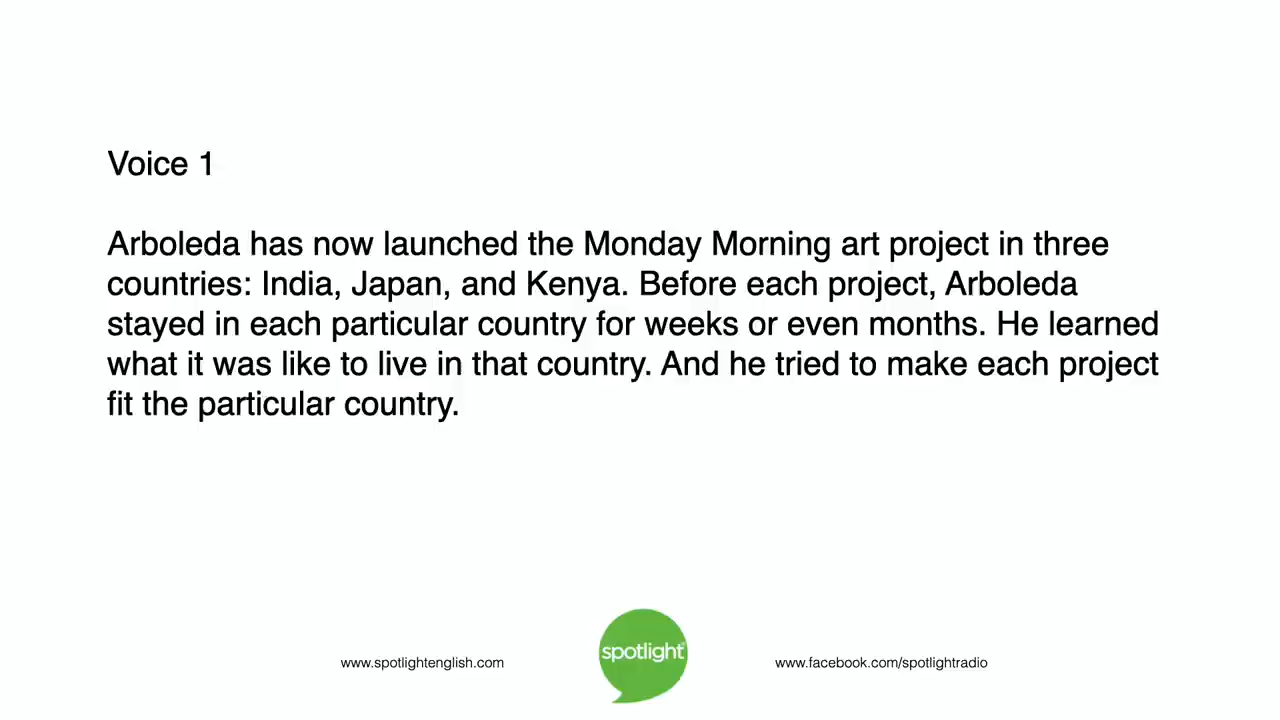 Voice 1
Arboleda has now launched the Monday Morning art project in three
countries: India, Japan, and Kenya. Before each project, Arboleda
stayed in each particular country for weeks or even months. He learned
what it was like to live in that country. And he tried to make each project
fit the particular country.
www.spotlightenglish.com
spotlight
www.facebook.com/spotlightradio